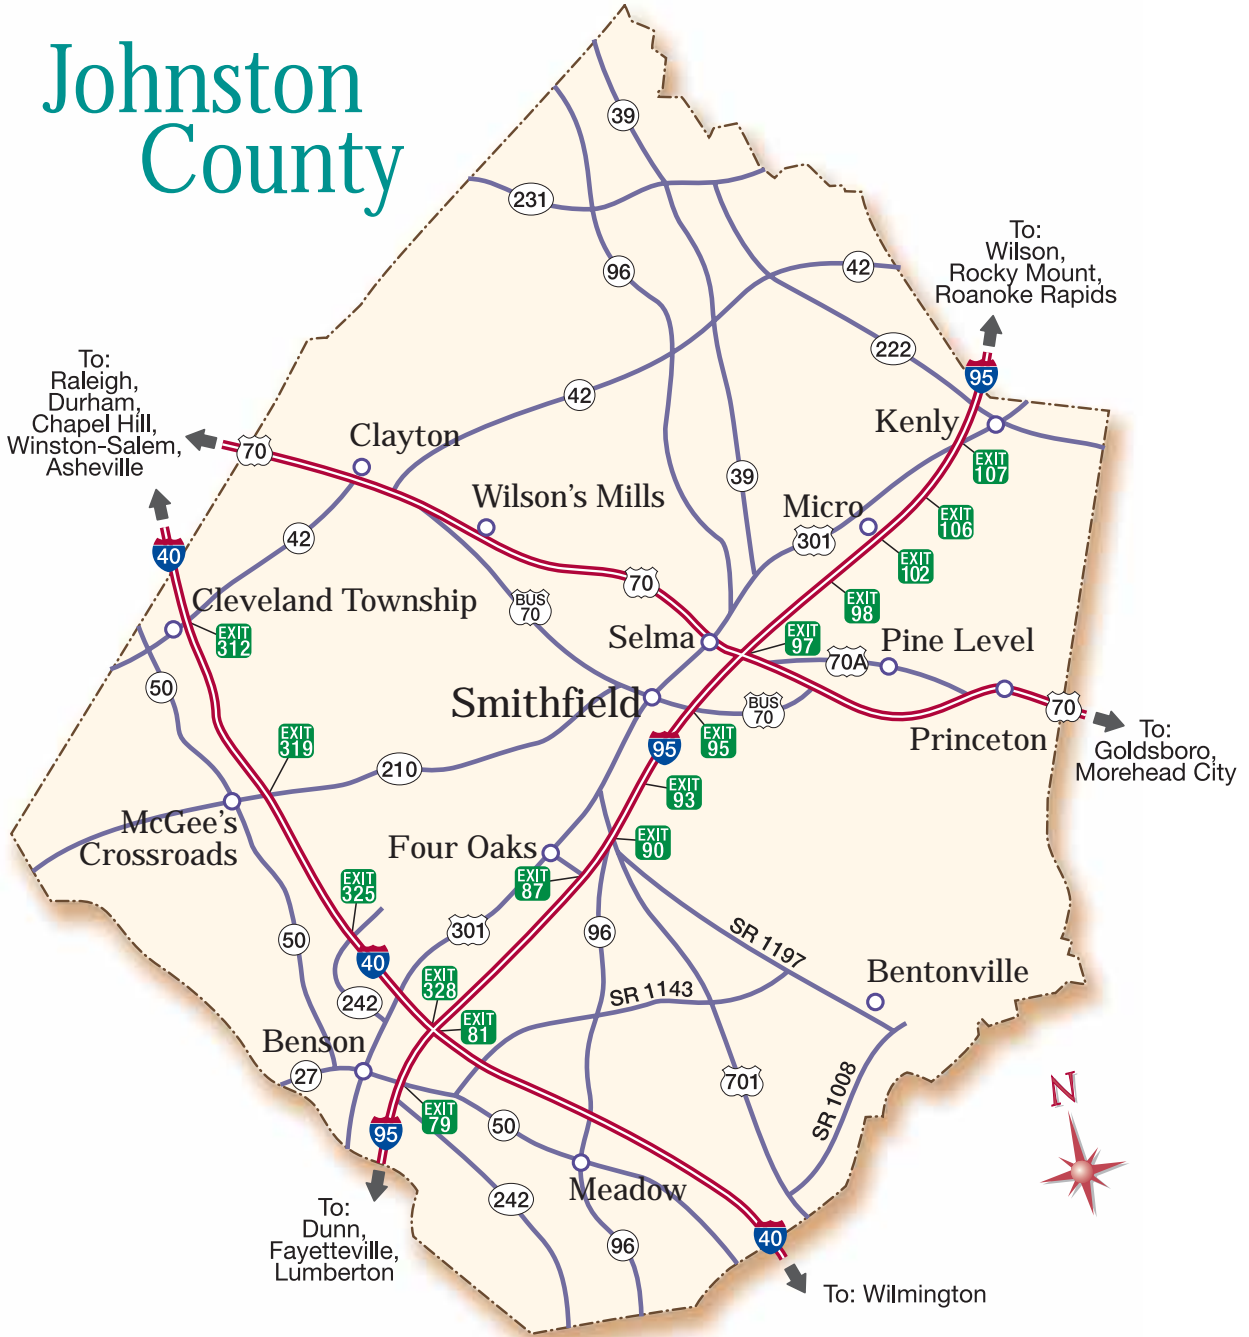 Johnston
County
39
231
96
42
To:
Wilson,
Rocky Mount,
Roanoke Rapids
222
95
To:
Raleigh,
Durham,
Chapel Hill,
Winston-Salem,
Asheville
70
Clayton
42
Kenly
EXIT
107
39
Wilson's Mills
Micro
301
EXIT
106
40
42
EXIT
102
70
BUS
70
EXIT
98
Cleveland Township
EXIT
312
Selma
EXIT
97
70A
Pine Level
50
Smithfield
BUS
70
70
EXIT
319
95
EXIT
95
Princeton
To:
Goldsboro,
Morehead City
210
EXIT
93
McGee's
Crossroads
Four Oaks
EXIT
90
EXIT
325
EXIT
87
301
96
SR 1197
50
40
Bentonville
EXIT
328
SR 1143
242
EXIT
81
Benson
27
701
SR 1008
N
EXIT
79
50
95
Meadow
242
To:
Dunn,
Fayetteville,
Lumberton
96
40
To: Wilmington